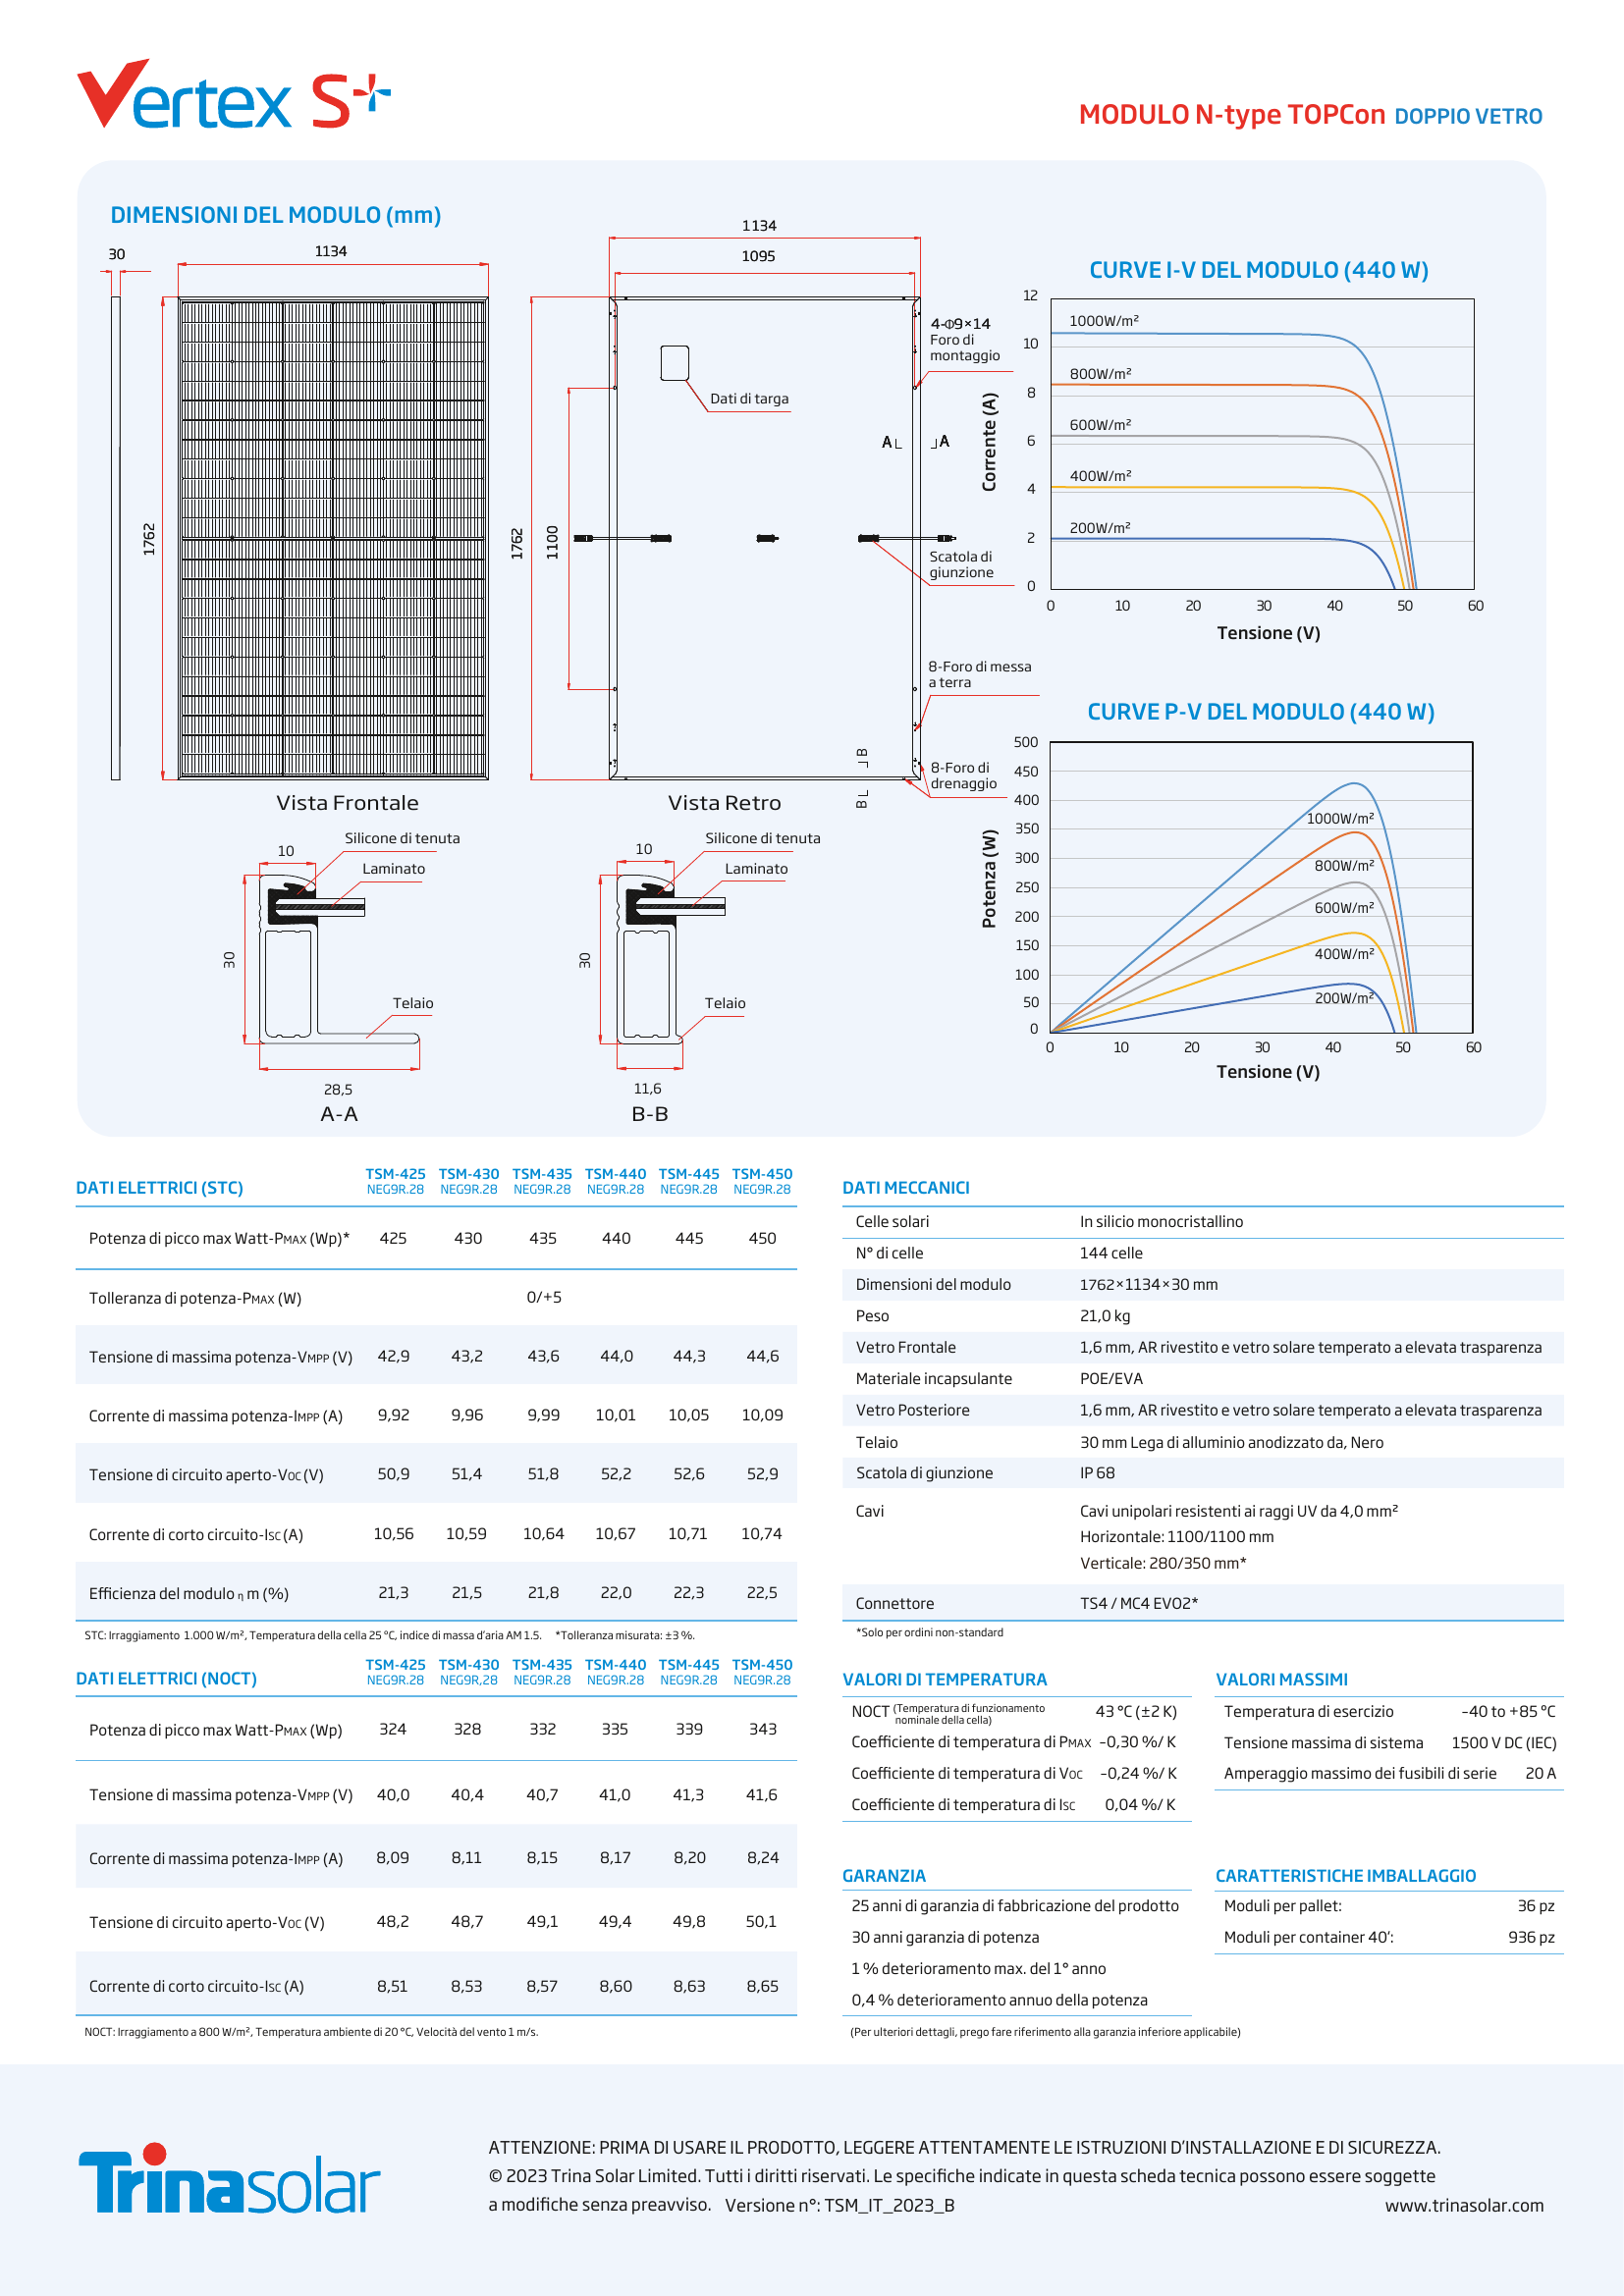 Vertex S+
MODULO N-type TOPCon DOPPIO VETRO
DIMENSIONI DEL MODULO (mm)
30
1134
1762
Vista Frontale
1134
1095
1762
1100
4-Φ9×14
Foro di
montaggio
Dati di targa
A
A
Scatola di
giunzione
8-Foro di messa
a terra
B
B
8-Foro di
drenaggio
Vista Retro
10
Silicone di tenuta
Laminato
30
Telaio
28,5
A-A
10
Silicone di tenuta
Laminato
30
Telaio
11,6
B-B
CURVE I-V DEL MODULO (440 W)
Corrente (A)
12
10
8
6
4
2
0
1000W/m²
800W/m²
600W/m²
400W/m²
200W/m²
0 10 20 30 40 50 60
Tensione (V)
CURVE P-V DEL MODULO (440 W)
Potenza (W)
500
450
400
350
300
250
200
150
100
50
0
1000W/m²
800W/m²
600W/m²
400W/m²
200W/m²
0 10 20 30 40 50 60
Tensione (V)
DATI ELETTRICI (STC) TSM-425 NEG9R.28 TSM-430 NEG9R.28 TSM-435 NEG9R.28 TSM-440 NEG9R.28 TSM-445 NEG9R.28 TSM-450 NEG9R.28
Potenza di picco max Watt-PMAX (Wp)* 425 430 435 440 445 450
Tolleranza di potenza-PMAX (W) 0/+5
Tensione di massima potenza-VMPP (V) 42,9 43,2 43,6 44,0 44,3 44,6
Corrente di massima potenza-IMPP (A) 9,92 9,96 9,99 10,01 10,05 10,09
Tensione di circuito aperto-VOC (V) 50,9 51,4 51,8 52,2 52,6 52,9
Corrente di corto circuito-ISC (A) 10,56 10,59 10,64 10,67 10,71 10,74
Efficienza del modulo η m (%) 21,3 21,5 21,8 22,0 22,3 22,5
STC: Irraggiamento 1.000 W/m², Temperatura della cella 25 °C, indice di massa d'aria AM 1.5. *Tolleranza misurata: ±3 %.
DATI ELETTRICI (NOCT) TSM-425 NEG9R.28 TSM-430 NEG9R,28 TSM-435 NEG9R.28 TSM-440 NEG9R.28 TSM-445 NEG9R.28 TSM-450 NEG9R.28
Potenza di picco max Watt-PMAX (Wp) 324 328 332 335 339 343
Tensione di massima potenza-VMPP (V) 40,0 40,4 40,7 41,0 41,3 41,6
Corrente di massima potenza-IMPP (A) 8,09 8,11 8,15 8,17 8,20 8,24
Tensione di circuito aperto-VOC (V) 48,2 48,7 49,1 49,4 49,8 50,1
Corrente di corto circuito-ISC (A) 8,51 8,53 8,57 8,60 8,63 8,65
NOCT: Irraggiamento a 800 W/m², Temperatura ambiente di 20 °C, Velocità del vento 1 m/s.
DATI MECCANICI
Celle solari In silicio monocristallino
N° di celle 144 celle
Dimensioni del modulo 1762×1134×30 mm
Peso 21,0 kg
Vetro Frontale 1,6 mm, AR rivestito e vetro solare temperato a elevata trasparenza
Materiale incapsulante POE/EVA
Vetro Posteriore 1,6 mm, AR rivestito e vetro solare temperato a elevata trasparenza
Telaio 30 mm Lega di alluminio anodizzato da, Nero
Scatola di giunzione IP 68
Cavi Cavi unipolari resistenti ai raggi UV da 4,0 mm²
Horizontale: 1100/1100 mm
Verticale: 280/350 mm*
Connettore TS4 / MC4 EVO2*
*Solo per ordini non-standard
VALORI DI TEMPERATURA
NOCT (Temperatura di funzionamento nominale della cella) 43 °C (±2 K)
Coefficiente di temperatura di PMAX –0,30 %/ K
Coefficiente di temperatura di VOC –0,24 %/ K
Coefficiente di temperatura di ISC 0,04 %/ K
VALORI MASSIMI
Temperatura di esercizio –40 to +85 °C
Tensione massima di sistema 1500 V DC (IEC)
Amperaggio massimo dei fusibili di serie 20 A
GARANZIA
25 anni di garanzia di fabbricazione del prodotto
30 anni garanzia di potenza
1 % deterioramento max. del 1° anno
0,4 % deterioramento annuo della potenza
(Per ulteriori dettagli, prego fare riferimento alla garanzia inferiore applicabile)
CARATTERISTICHE IMBALLAGGIO
Moduli per pallet: 36 pz
Moduli per container 40': 936 pz
Trinasolar
ATTENZIONE: PRIMA DI USARE IL PRODOTTO, LEGGERE ATTENTAMENTE LE ISTRUZIONI D'INSTALLAZIONE E DI SICUREZZA.
© 2023 Trina Solar Limited. Tutti i diritti riservati. Le specifiche indicate in questa scheda tecnica possono essere soggette
a modifiche senza preavviso. Versione n°: TSM_IT_2023_B www.trinasolar.com